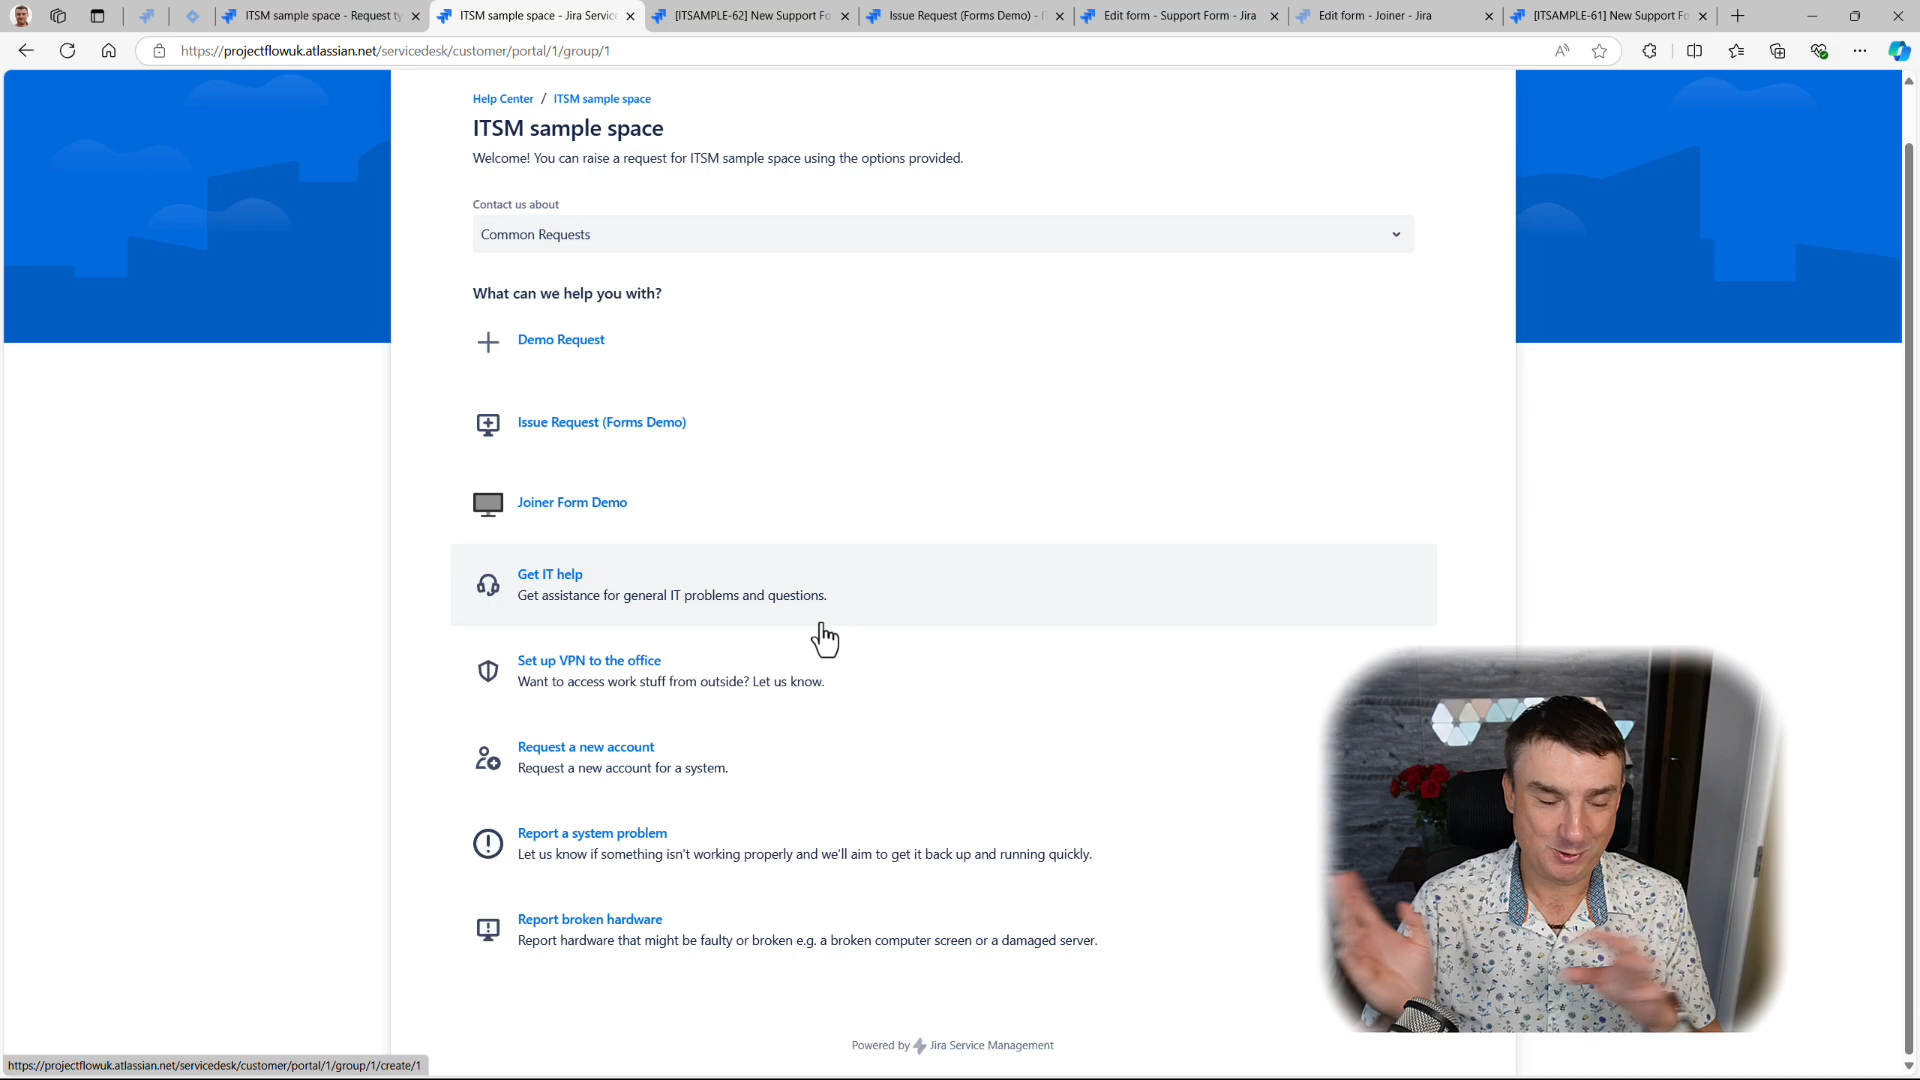 ITSM sample space - Request ty
ITSM sample space - Jira Service
[ITSAMPLE-62] New Support Fo
Issue Request (Forms Demo) - IT
Edit form - Support Form - Jira
Edit form - Joiner - Jira
[ITSAMPLE-61] New Support Fo
https://projectflowuk.atlassian.net/servicedesk/customer/portal/1/group/1
Help Center / ITSM sample space
ITSM sample space
Welcome! You can raise a request for ITSM sample space using the options provided.
Contact us about
Common Requests
What can we help you with?
Demo Request
Issue Request (Forms Demo)
Joiner Form Demo
Get IT help
Get assistance for general IT problems and questions.
Set up VPN to the office
Want to access work stuff from outside? Let us know.
Request a new account
Request a new account for a system.
Report a system problem
Let us know if something isn't working properly and we'll aim to get it back up and running quickly.
Report broken hardware
Report hardware that might be faulty or broken e.g. a broken computer screen or a damaged server.
Powered by Jira Service Management
https://projectflowuk.atlassian.net/servicedesk/customer/portal/1/group/1/create/1